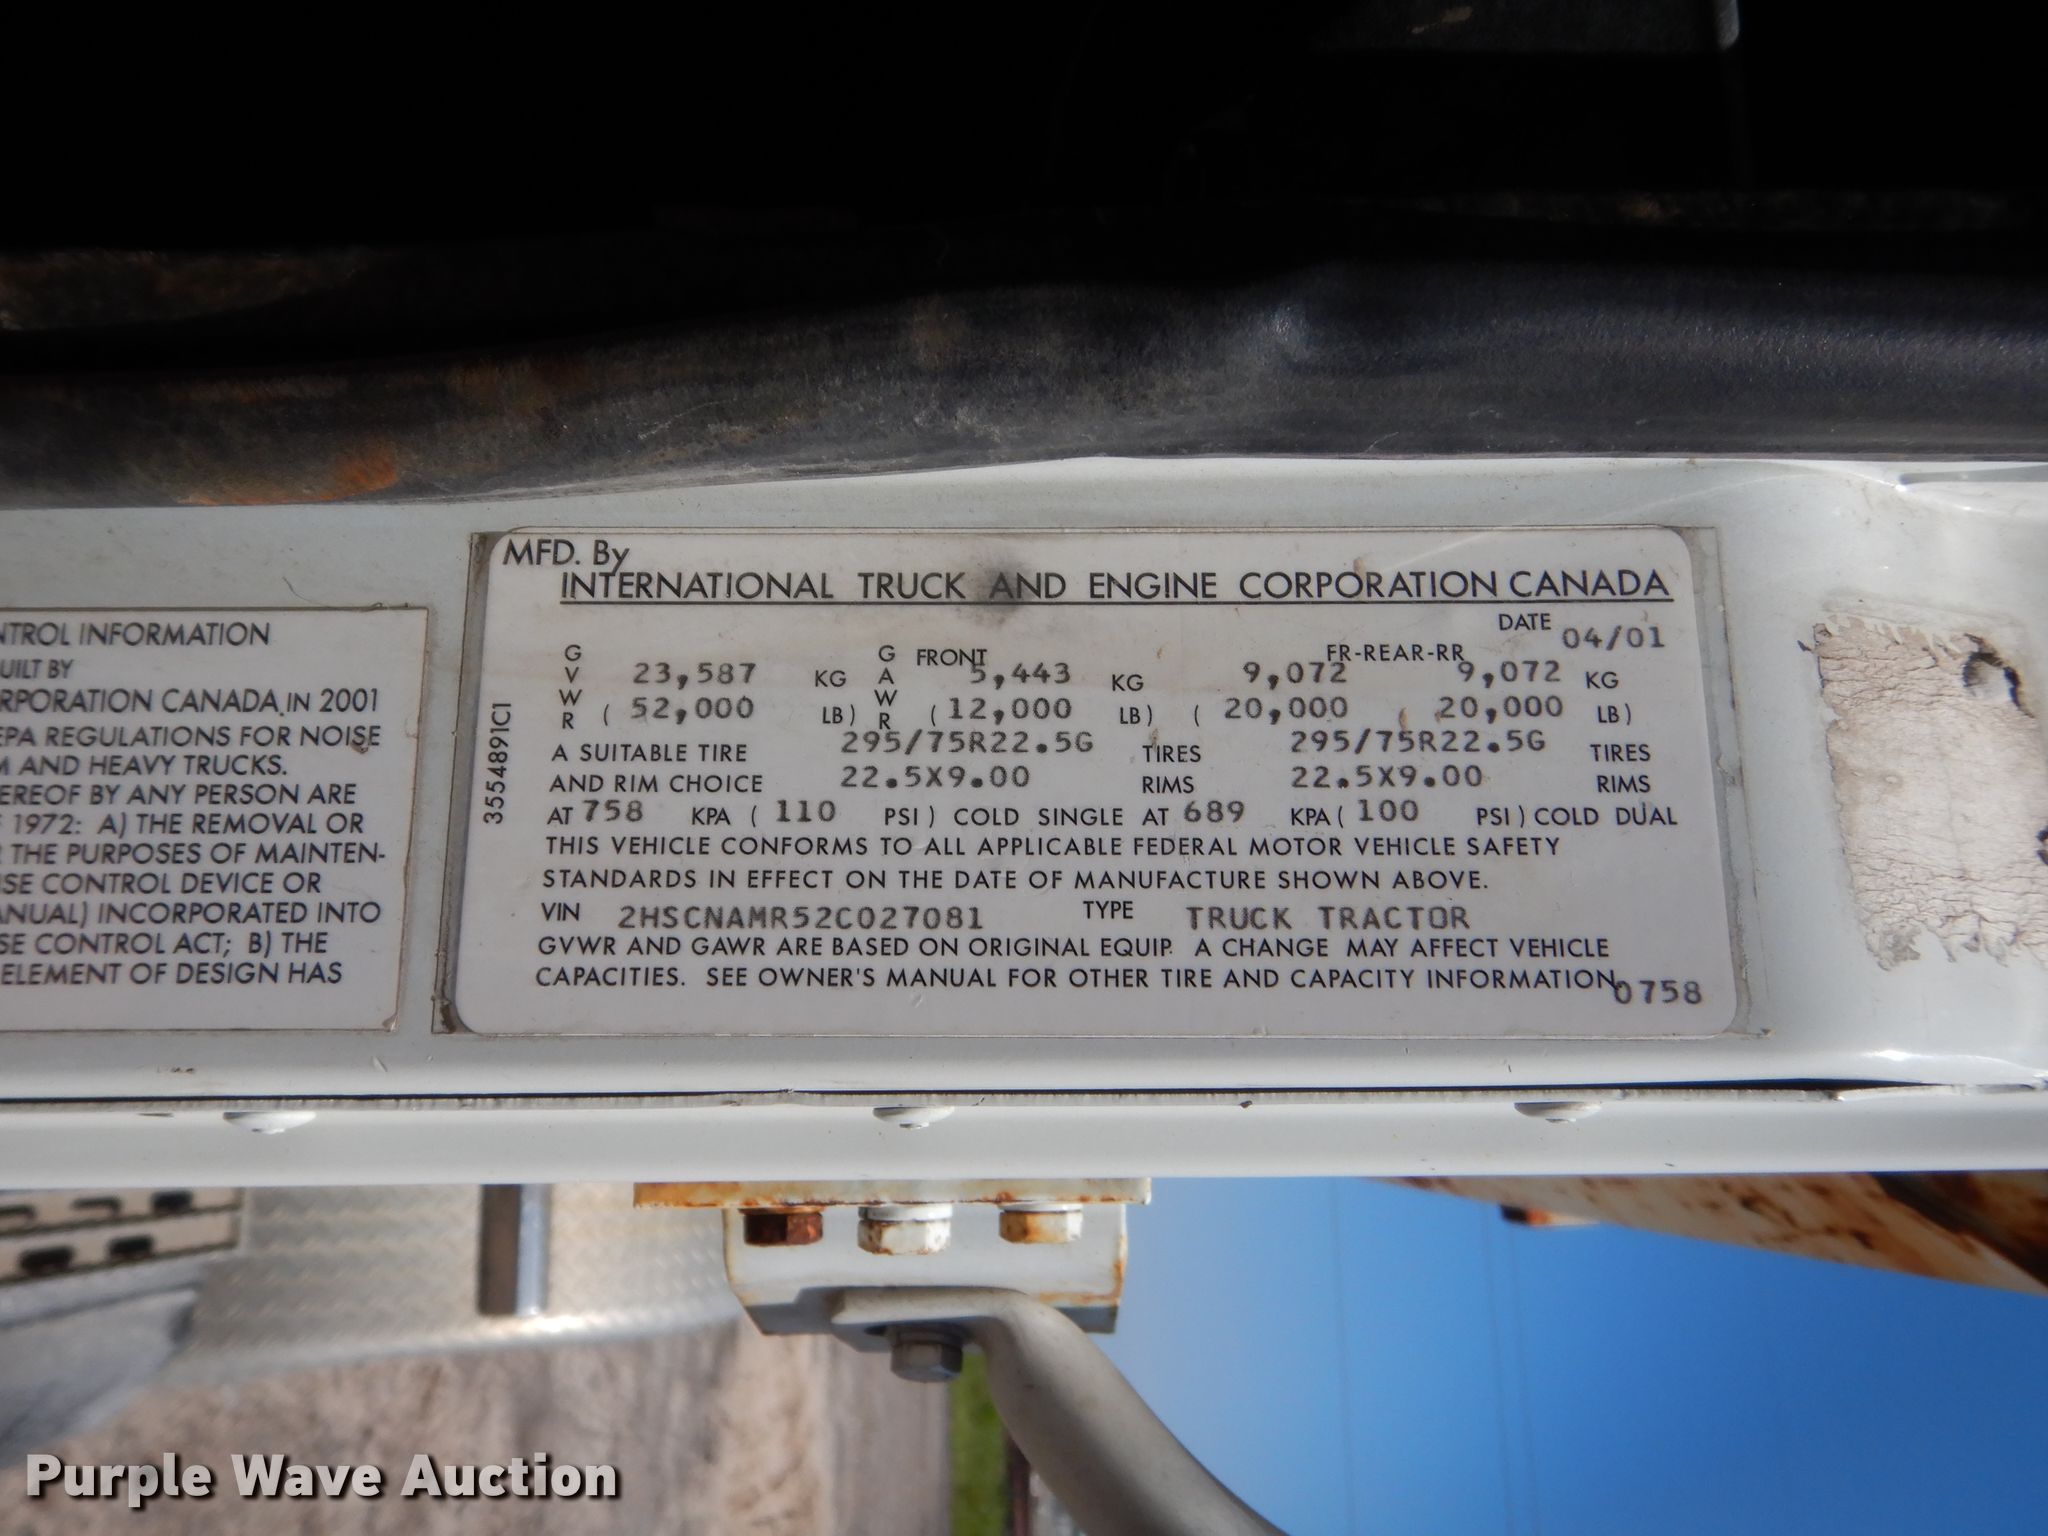 NTROL INFORMATION
UILT BY
RPORATION CANADA, IN 2001
EPA REGULATIONS FOR NOISE
M AND HEAVY TRUCKS.
EREOF BY ANY PERSON ARE
F 1972: A) THE REMOVAL OR
R THE PURPOSES OF MAINTEN-
ISE CONTROL DEVICE OR
ANUAL) INCORPORATED INTO
SE CONTROL ACT; B) THE
ELEMENT OF DESIGN HAS
3554891C1
MFD. By
INTERNATIONAL TRUCK AND ENGINE CORPORATION CANADA
DATE 04/01
GVWR 23,587 KG GAWR FRONT 5,443 KG FR-REAR-RR 9,072 9,072 KG
( 52,000 LB) ( 12,000 LB) ( 20,000 ( 20,000 LB)
A SUITABLE TIRE 295/75R22.5G TIRES 295/75R22.5G TIRES
AND RIM CHOICE 22.5X9.00 RIMS 22.5X9.00 RIMS
AT 758 KPA ( 110 PSI) COLD SINGLE AT 689 KPA ( 100 PSI) COLD DUAL
THIS VEHICLE CONFORMS TO ALL APPLICABLE FEDERAL MOTOR VEHICLE SAFETY
STANDARDS IN EFFECT ON THE DATE OF MANUFACTURE SHOWN ABOVE.
VIN 2HSCNAMR52C027081 TYPE TRUCK TRACTOR
GVWR AND GAWR ARE BASED ON ORIGINAL EQUIP. A CHANGE MAY AFFECT VEHICLE
CAPACITIES. SEE OWNER'S MANUAL FOR OTHER TIRE AND CAPACITY INFORMATION.
0758
Purple Wave Auction